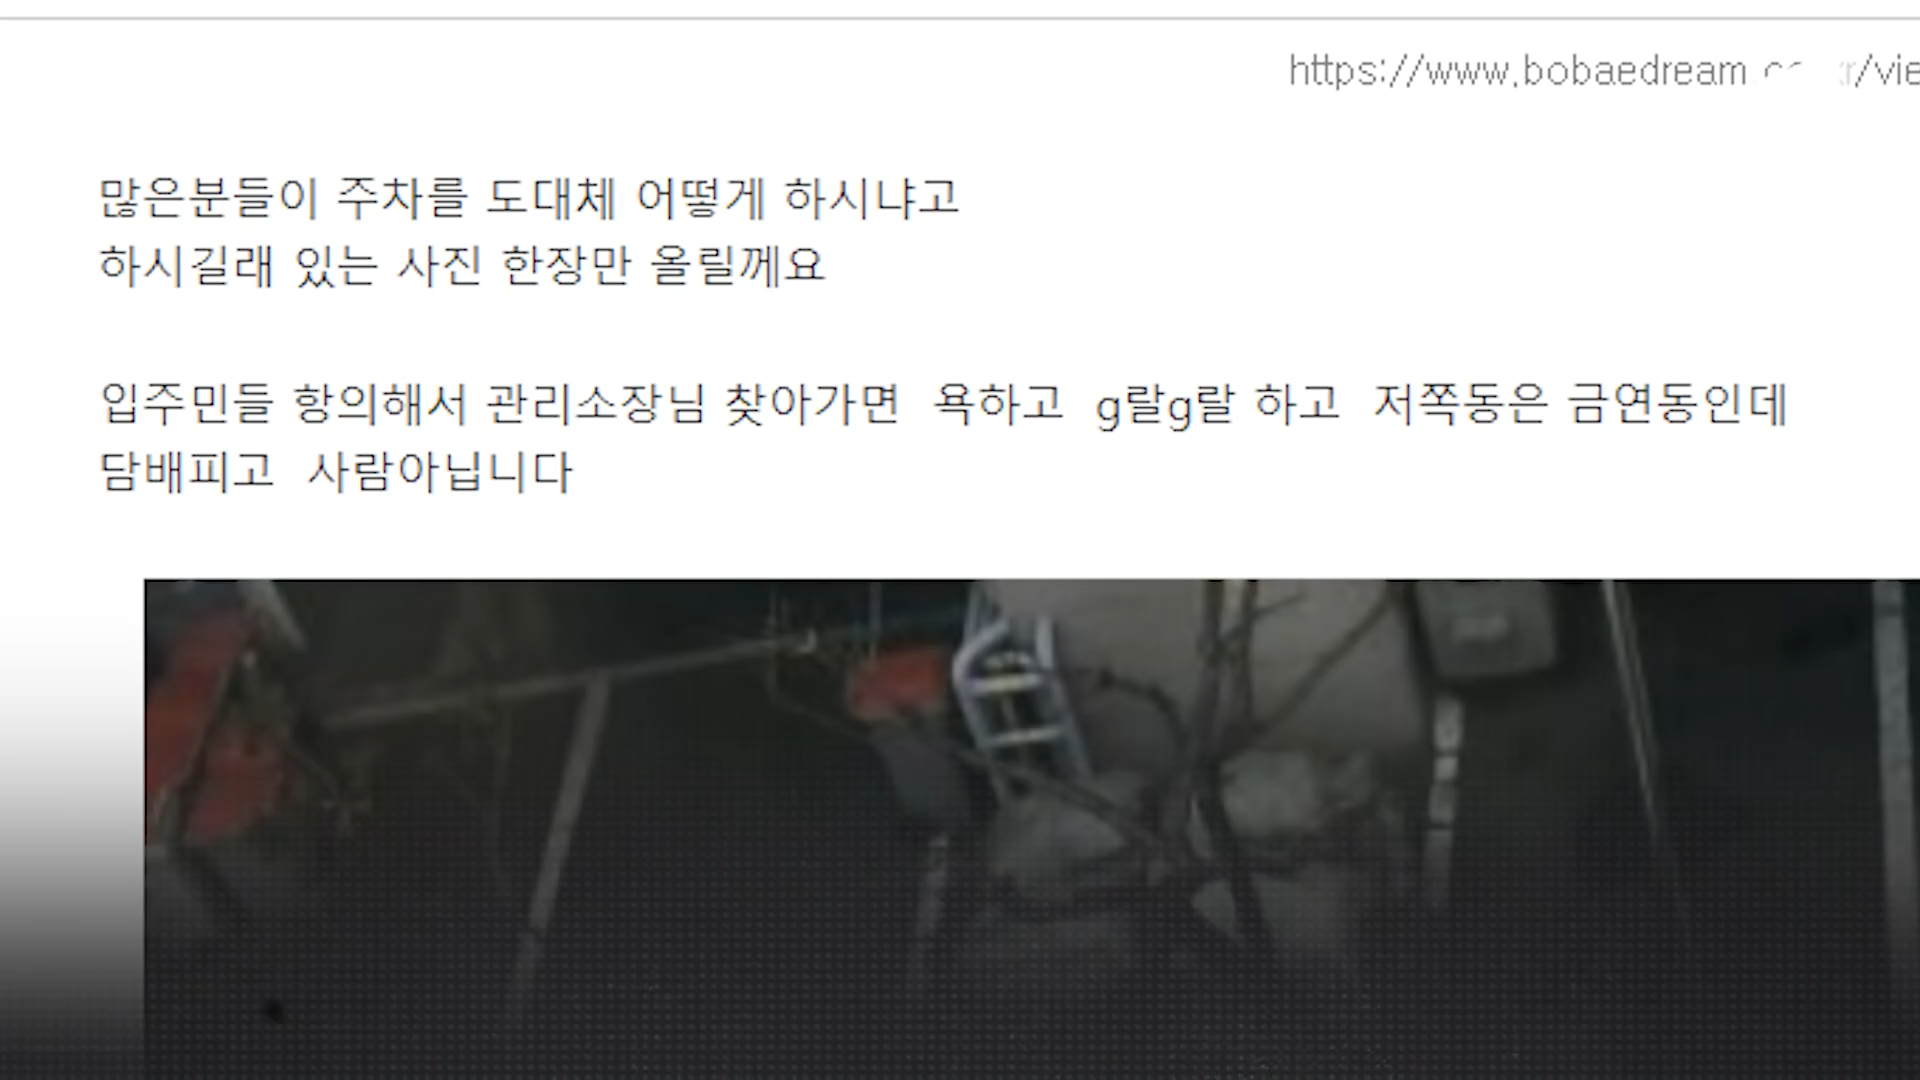 https://www.bobaedream
많은분들이 주차를 도대체 어떻게 하시냐고
하시길래 있는 사진 한장만 올릴께요
입주민들 항의해서 관리소장님 찾아가면 욕하고 g랄g랄 하고 저쪽동은 금연동인데
담배피고 사람아닙니다